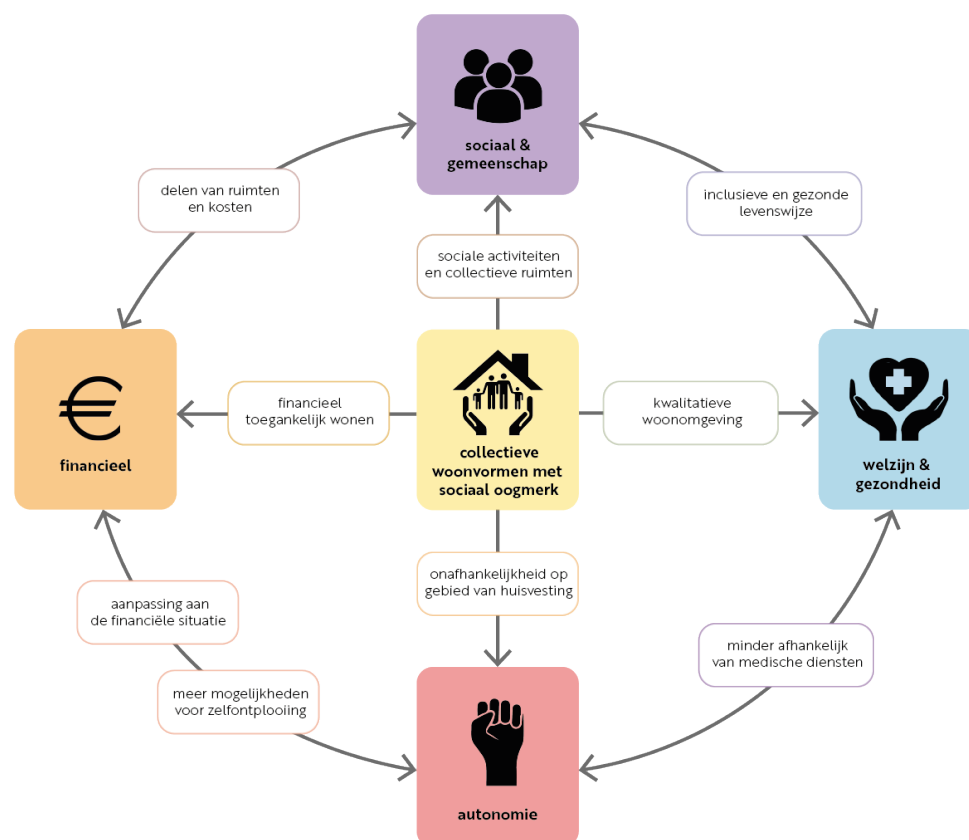 sociaal &
gemeenschap
delen van ruimten
en kosten
inclusieve en gezonde
levenswijze
sociale activiteiten
en collectieve ruimten
€
financieel
financieel
toegankelijk wonen
collectieve
woonvormen met
sociaal oogmerk
kwalitatieve
woonomgeving
welzijn &
gezondheid
onafhankelijkheid op
gebied van huisvesting
aanpassing aan
de financiële situatie
minder afhankelijk
van medische diensten
meer mogelijkheden
voor zelfontplooiing
autonomie